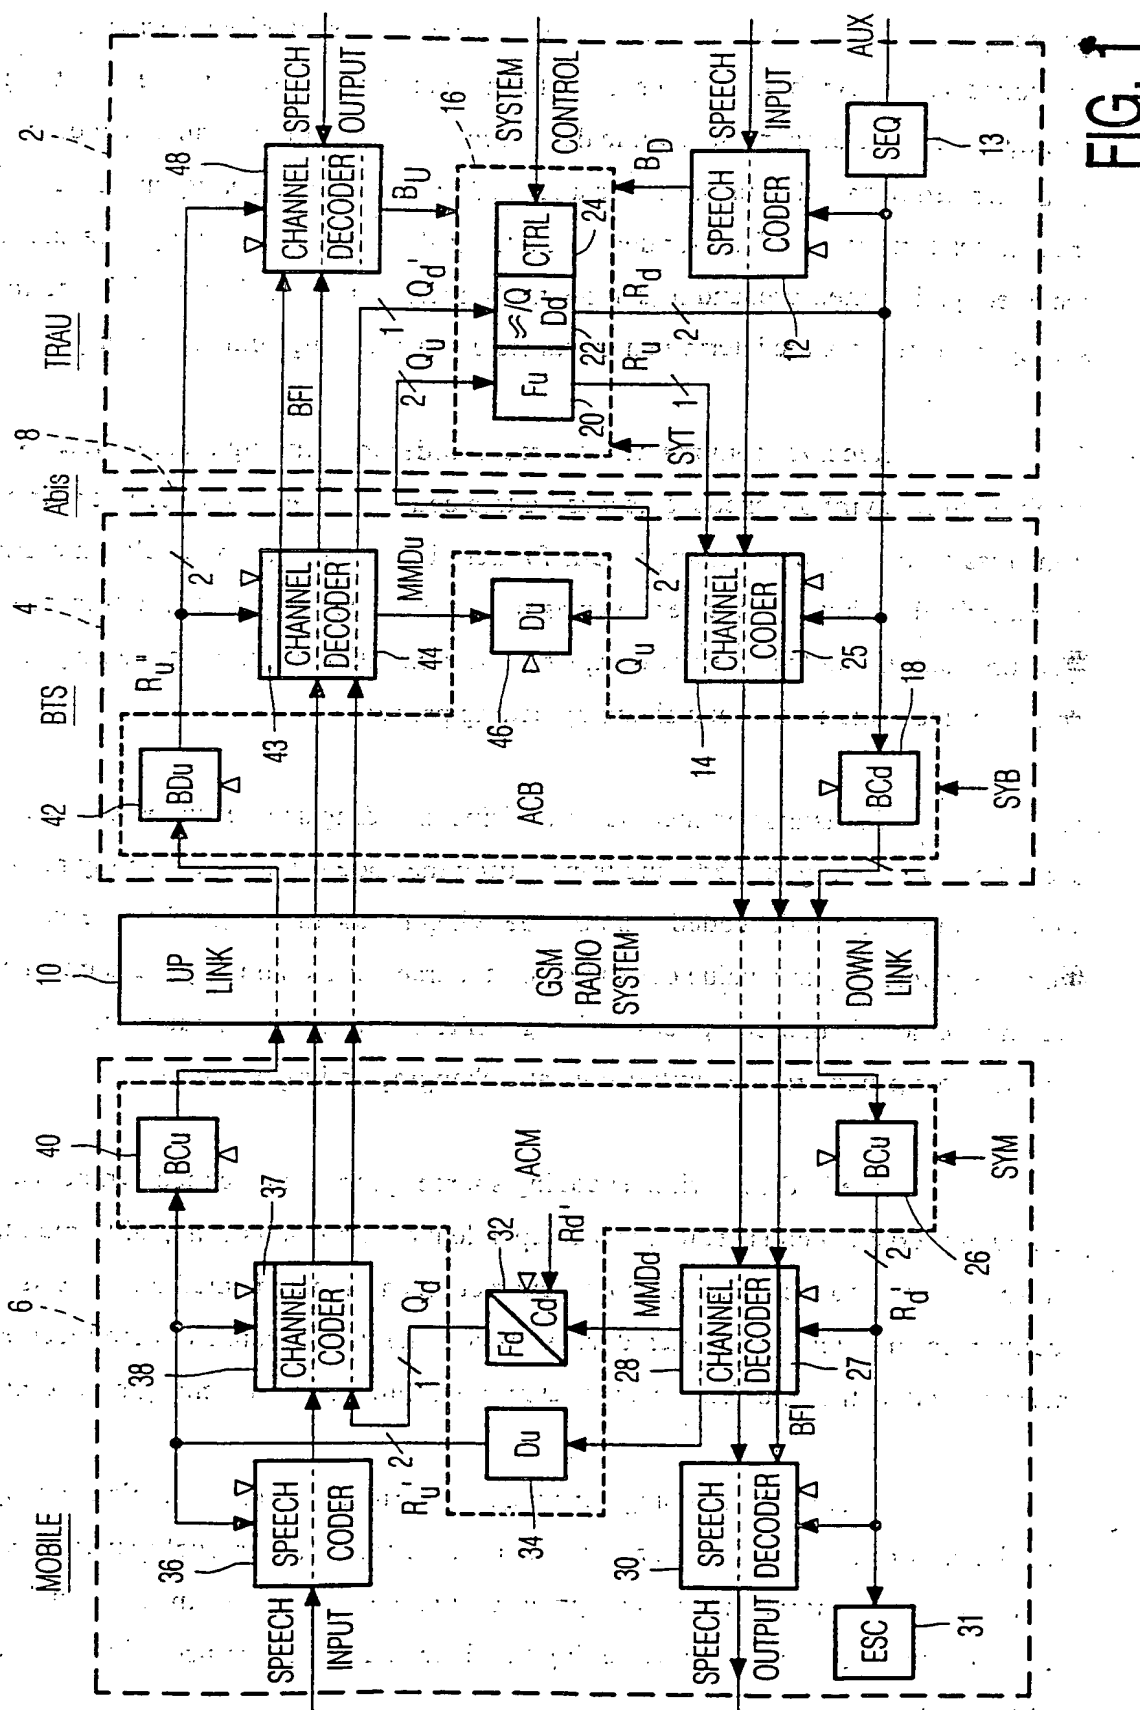 FIG. 1
MOBILE
BTS
Abis
TRAU
6
4
8
2
40
BCu
10
UP
LINK
42
BDu
Ru"
2
36
SPEECH
CODER
SPEECH
INPUT
38
37
CHANNEL
CODER
43
CHANNEL
DECODER
44
BFI
48
CHANNEL
DECODER
SPEECH
OUTPUT
Ru'
2
1
Qd
MMDu
2
Qu
1
Qd'
BU
16
SYSTEM
CONTROL
34
Du
Fd
Cd
32
Rd'
ACM
GSM
RADIO
SYSTEM
ACB
46
Du
Qu
2
Fu
20
≈/Q
Dd
22
CTRL
24
SYT
Ru
1
Rd
2
BD
MMDd
30
SPEECH
DECODER
SPEECH
OUTPUT
28
CHANNEL
DECODER
27
BFI
14
CHANNEL
CODER
25
12
SPEECH
CODER
SPEECH
INPUT
ESC
31
Rd'
2
BCu
26
SYM
DOWN
LINK
1
BCd
18
SYB
SEQ
13
AUX